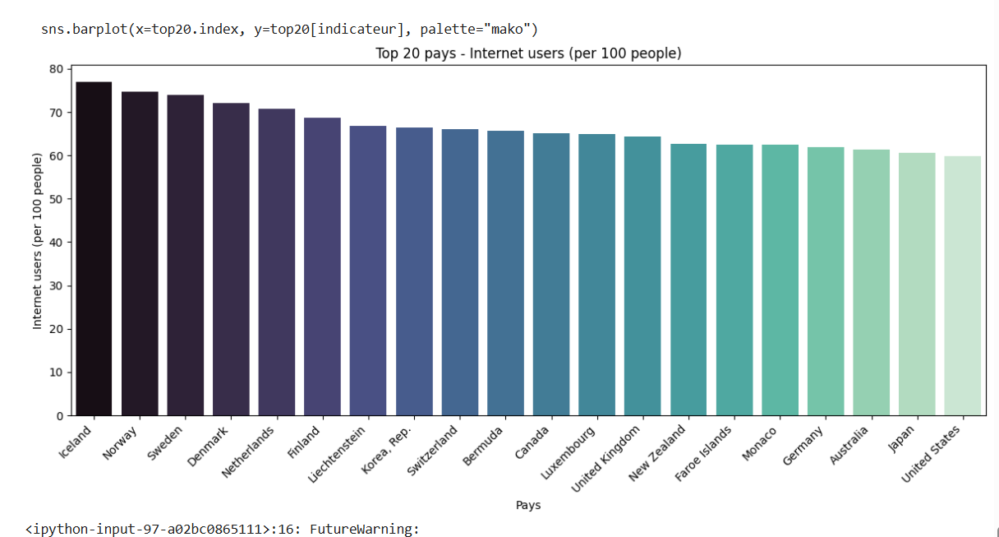 sns.barplot(x=top20.index, y=top20[indicateur], palette="mako")
Top 20 pays - Internet users (per 100 people)
Internet users (per 100 people)
80
70
60
50
40
30
20
10
0
Iceland
Norway
Sweden
Denmark
Netherlands
Finland
Liechtenstein
Korea, Rep.
Switzerland
Bermuda
Canada
Luxembourg
United Kingdom
New Zealand
Faroe Islands
Monaco
Germany
Australia
Japan
United States
Pays
<ipython-input-97-a02bc0865111>:16: FutureWarning: